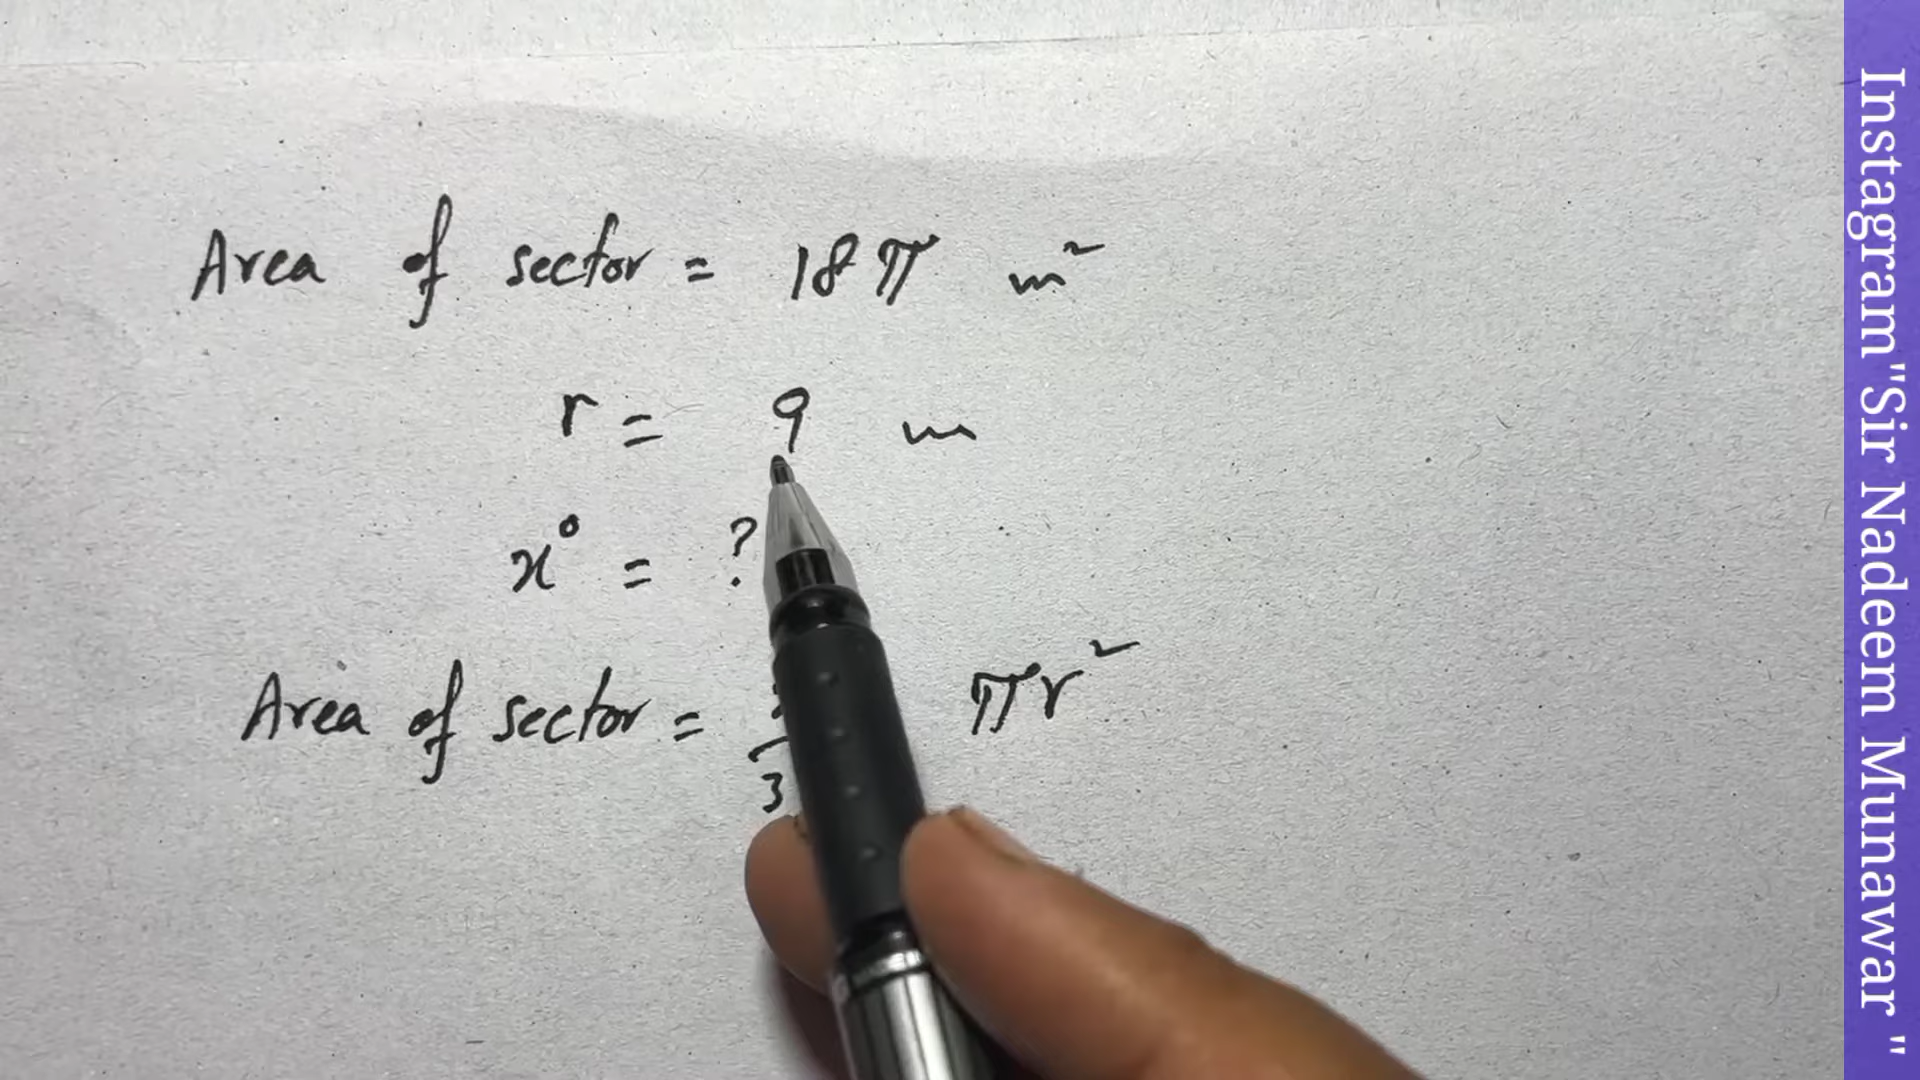 Area of sector = 18π m²
r = 9 m
x° = ?
Area of sector = πr²
Instagram"Sir Nadeem Munawar "